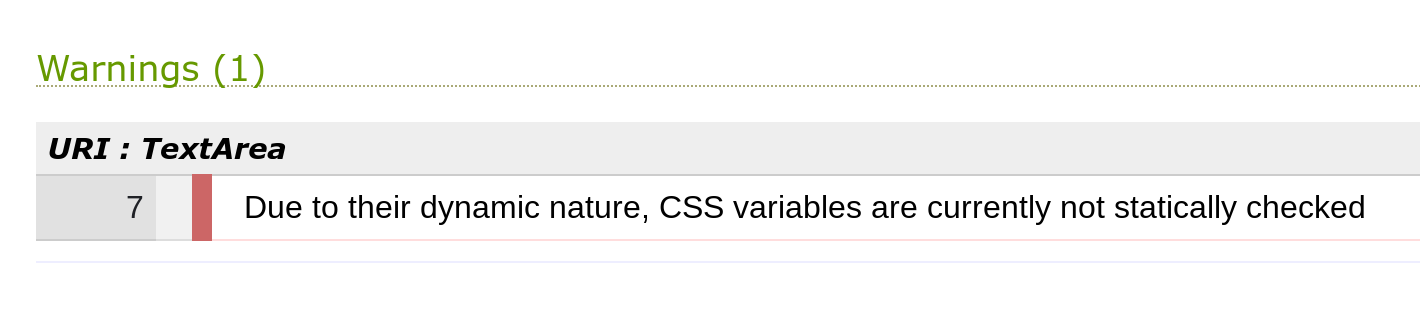 Warnings (1)
URI : TextArea
7 Due to their dynamic nature, CSS variables are currently not statically checked